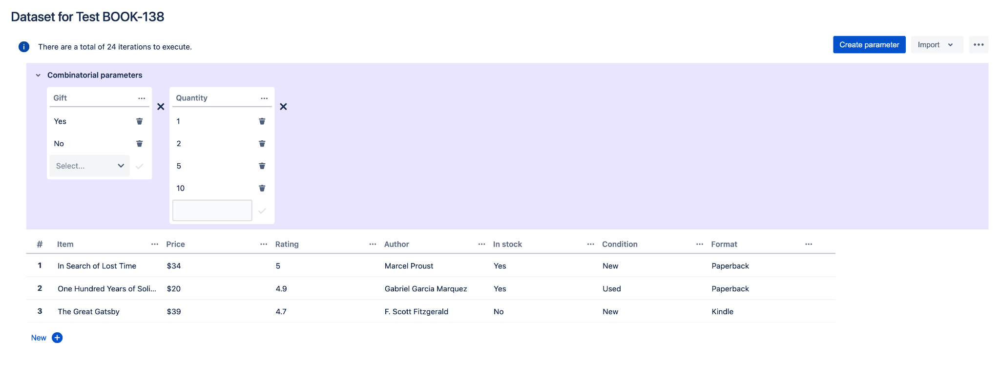 Dataset for Test BOOK-138
There are a total of 24 iterations to execute.
Create parameter
Import
Combinatorial parameters
Gift
Yes
No
Select...
Quantity
1
2
5
10
# Item Price Rating Author In stock Condition Format
1 In Search of Lost Time $34 5 Marcel Proust Yes New Paperback
2 One Hundred Years of Soli... $20 4.9 Gabriel Garcia Marquez Yes Used Paperback
3 The Great Gatsby $39 4.7 F. Scott Fitzgerald No New Kindle
New